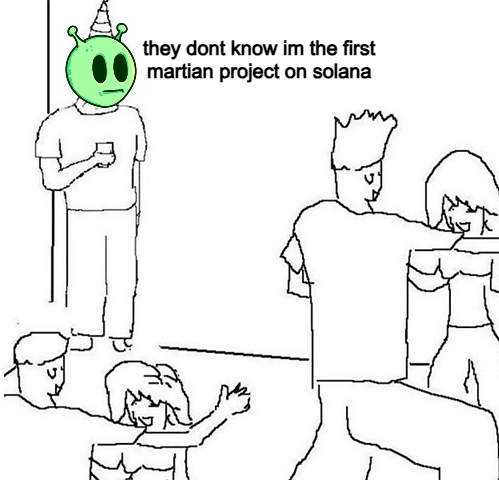 they dont know im the first
martian project on solana